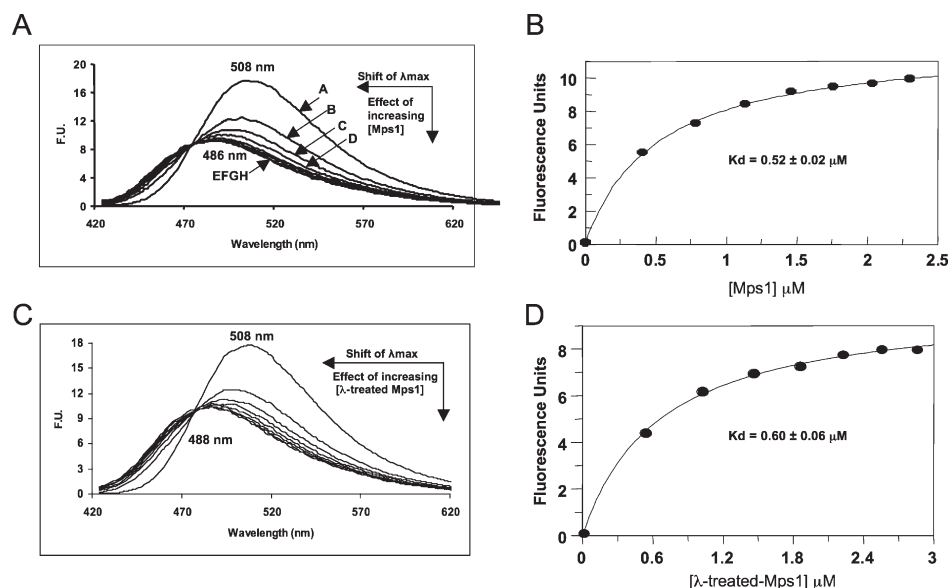 A
20
16
12
8
4
0
F.U.
508 nm
A
B
C
D
486 nm
EFGH
Shift of λmax
Effect of
increasing
[Mps1]
420
470
520
570
620
Wavelength (nm)
B
10
8
6
4
2
0
Fluorescence Units
Kd = 0.52 ± 0.02 μM
0
0.5
1
1.5
2
2.5
[Mps1] μM
C
18
15
12
9
6
3
0
F.U.
508 nm
488 nm
Shift of λmax
Effect of increasing
[λ-treated Mps1]
420
470
520
570
620
Wavelength (nm)
D
8
6
4
2
0
Fluorescence Units
Kd = 0.60 ± 0.06 μM
0
0.6
1.2
1.8
2.4
3
[λ-treated-Mps1] μM